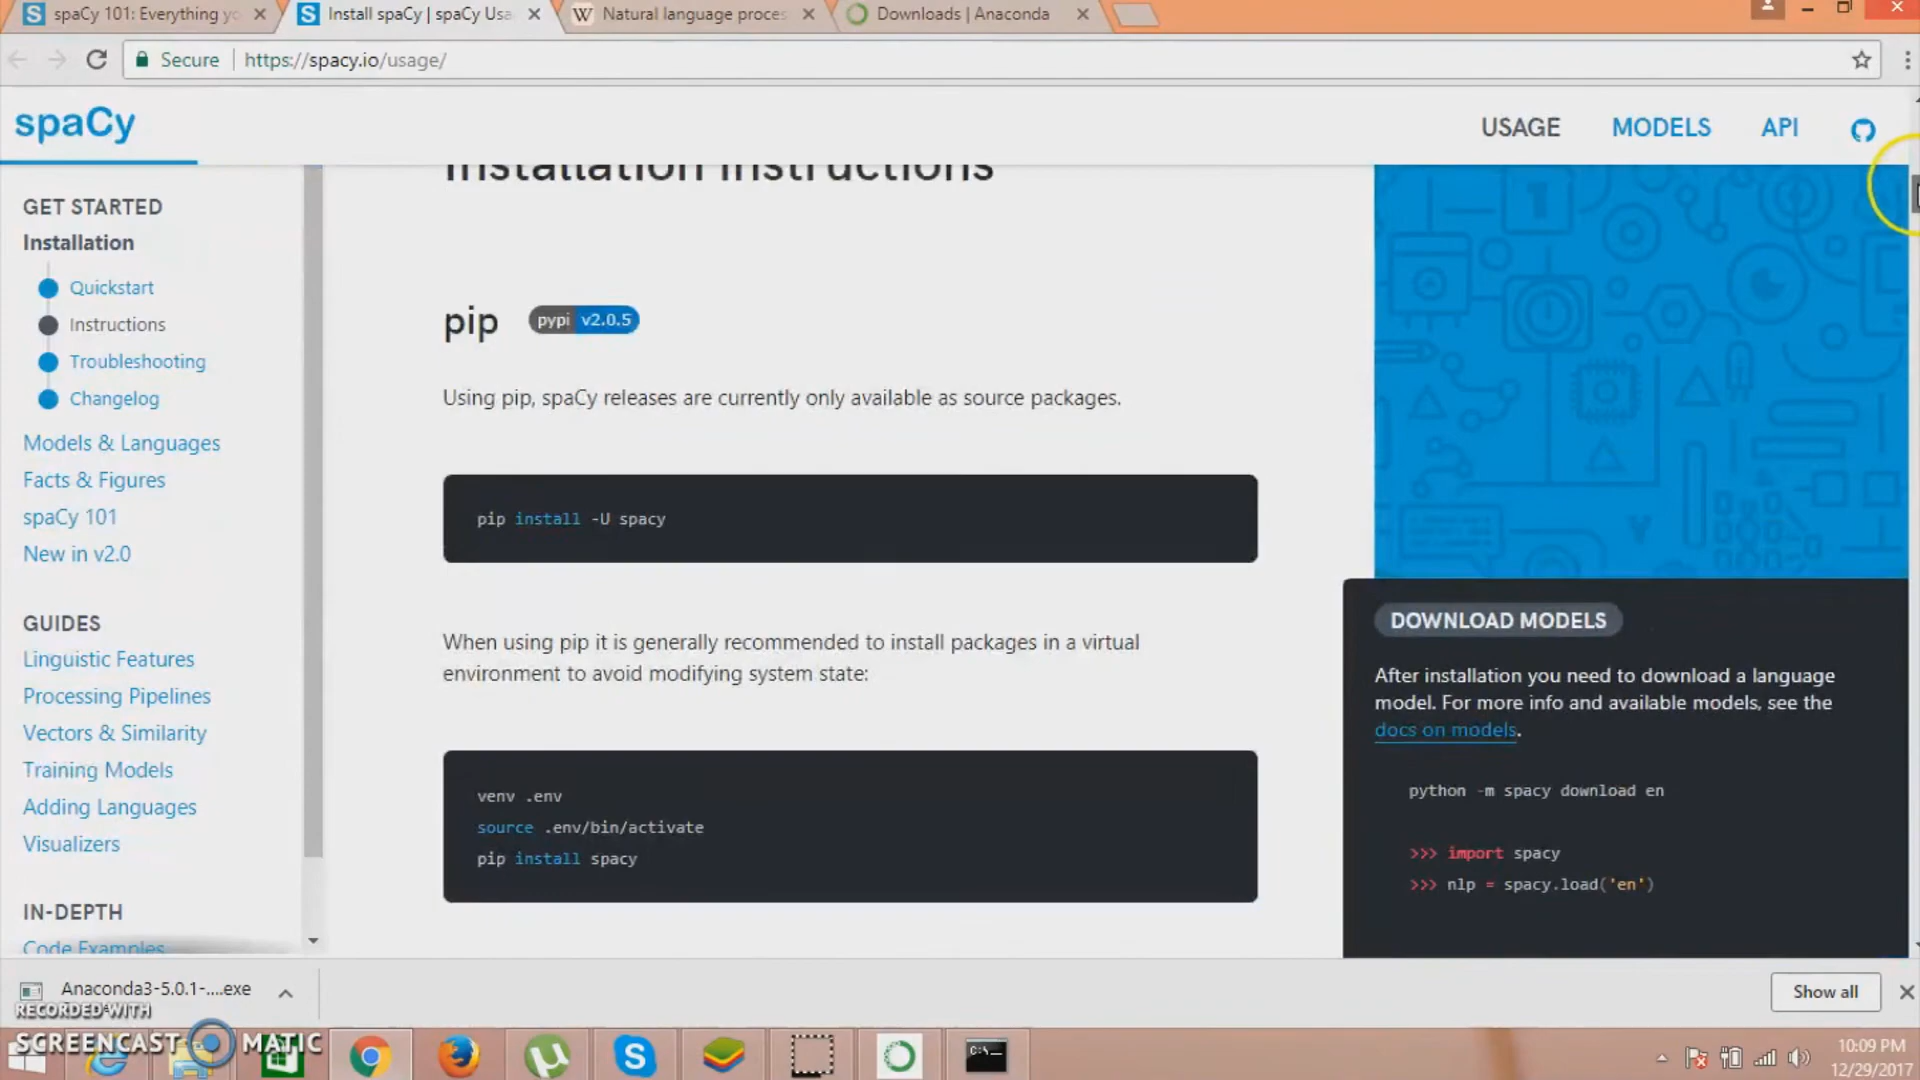 spaCy 101: Everything yo
Install spaCy | spaCy Usa
Natural language proces
Downloads | Anaconda
Secure
https://spacy.io/usage/
spaCy
USAGE
MODELS
API
GET STARTED
Installation
Quickstart
Instructions
Troubleshooting
Changelog
Models & Languages
Facts & Figures
spaCy 101
New in v2.0
GUIDES
Linguistic Features
Processing Pipelines
Vectors & Similarity
Training Models
Adding Languages
Visualizers
IN-DEPTH
Code Examples
Installation instructions
pip
pypi v2.0.5
Using pip, spaCy releases are currently only available as source packages.
pip install -U spacy
When using pip it is generally recommended to install packages in a virtual
environment to avoid modifying system state:
venv .env
source .env/bin/activate
pip install spacy
DOWNLOAD MODELS
After installation you need to download a language
model. For more info and available models, see the
docs on models.
python -m spacy download en
>>> import spacy
>>> nlp = spacy.load('en')
Anaconda3-5.0.1-....exe
Show all
RECORDED WITH
SCREENCAST MATIC
C:\
10:09 PM
12/29/2017